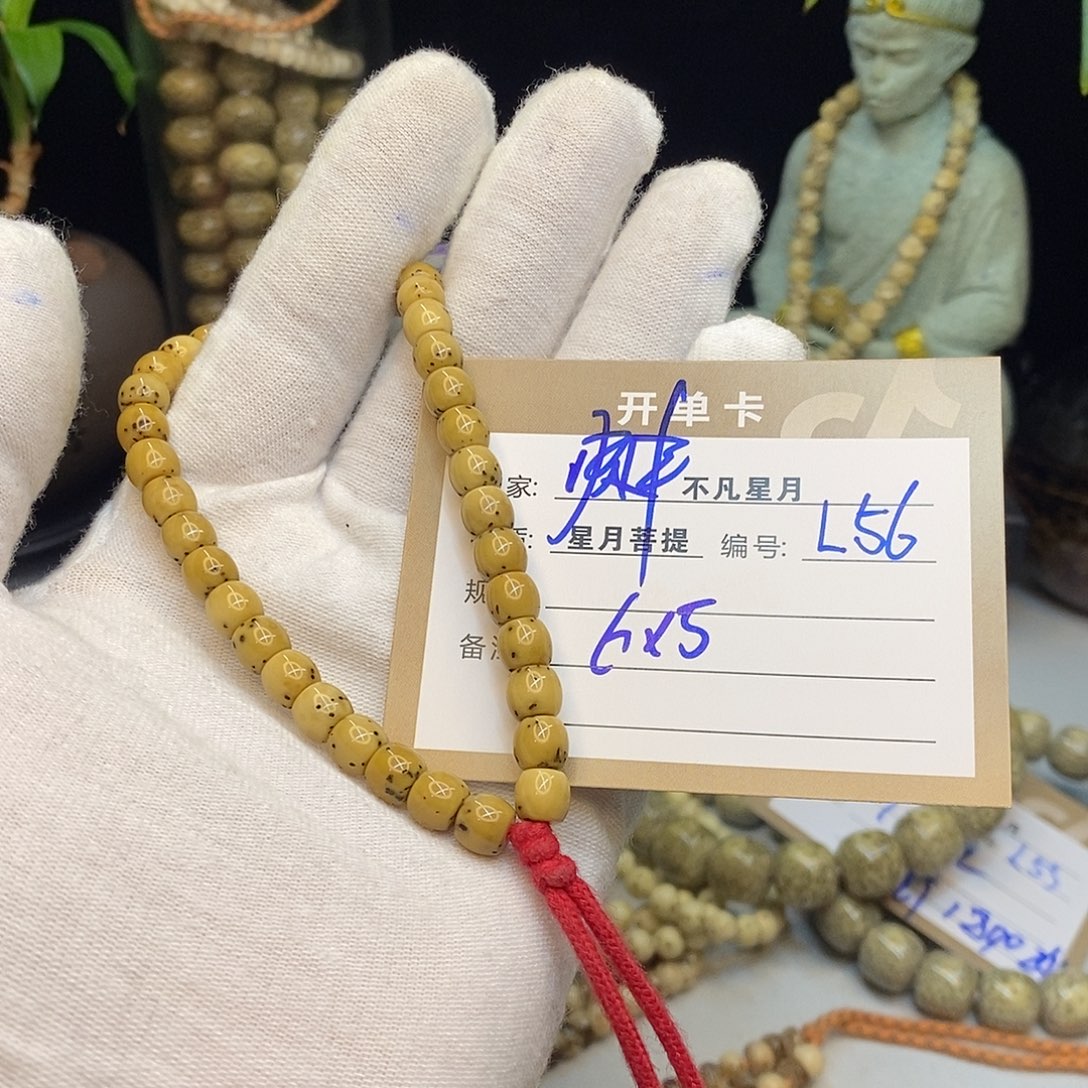 开单卡
家: 不凡星月
星月菩提 编号: L56
规
备注 6x5
L55